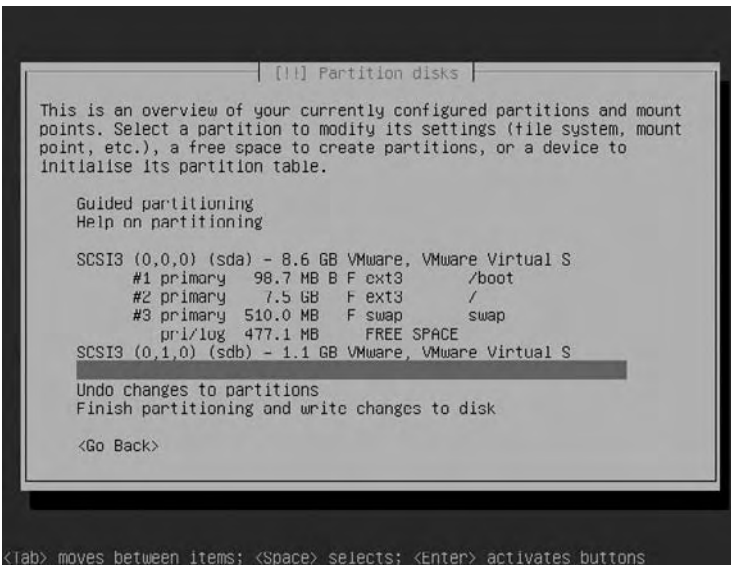 [!!] Partition disks
This is an overview of your currently configured partitions and mount
points. Select a partition to modify its settings (file system, mount
point, etc.), a free space to create partitions, or a device to
initialise its partition table.
Guided partitioning
Help on partitioning
SCSI3 (0,0,0) (sda) - 8.6 GB VMware, VMware Virtual S
#1 primary 98.7 MB B F ext3 /boot
#2 primary 7.5 GB F ext3 /
#3 primary 510.0 MB F swap swap
pri/log 477.1 MB FREE SPACE
SCSI3 (0,1,0) (sdb) - 1.1 GB VMware, VMware Virtual S
Undo changes to partitions
Finish partitioning and write changes to disk
<Go Back>
<Tab> moves between items; <Space> selects; <Enter> activates buttons